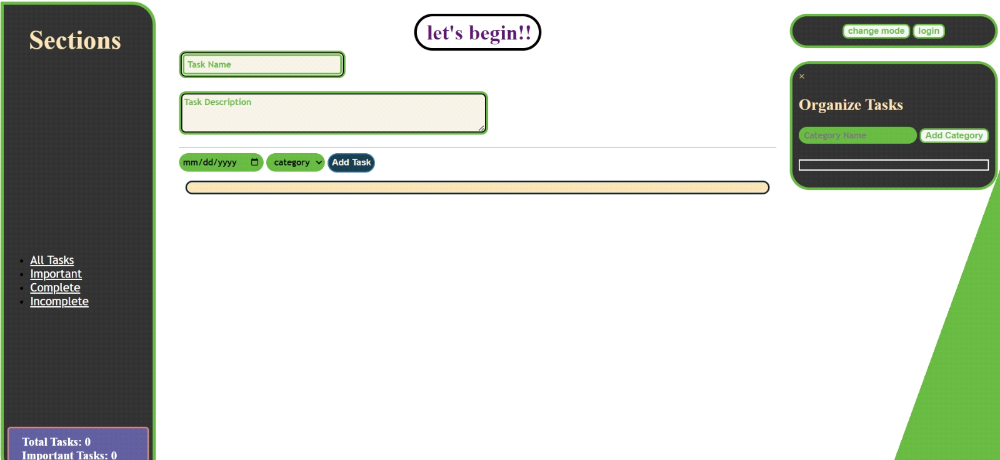 Sections
All Tasks
Important
Complete
Incomplete
Total Tasks: 0
Important Tasks: 0
let's begin!!
Task Name
Task Description
mm/dd/yyyy category Add Task
change mode login
×
Organize Tasks
Category Name Add Category